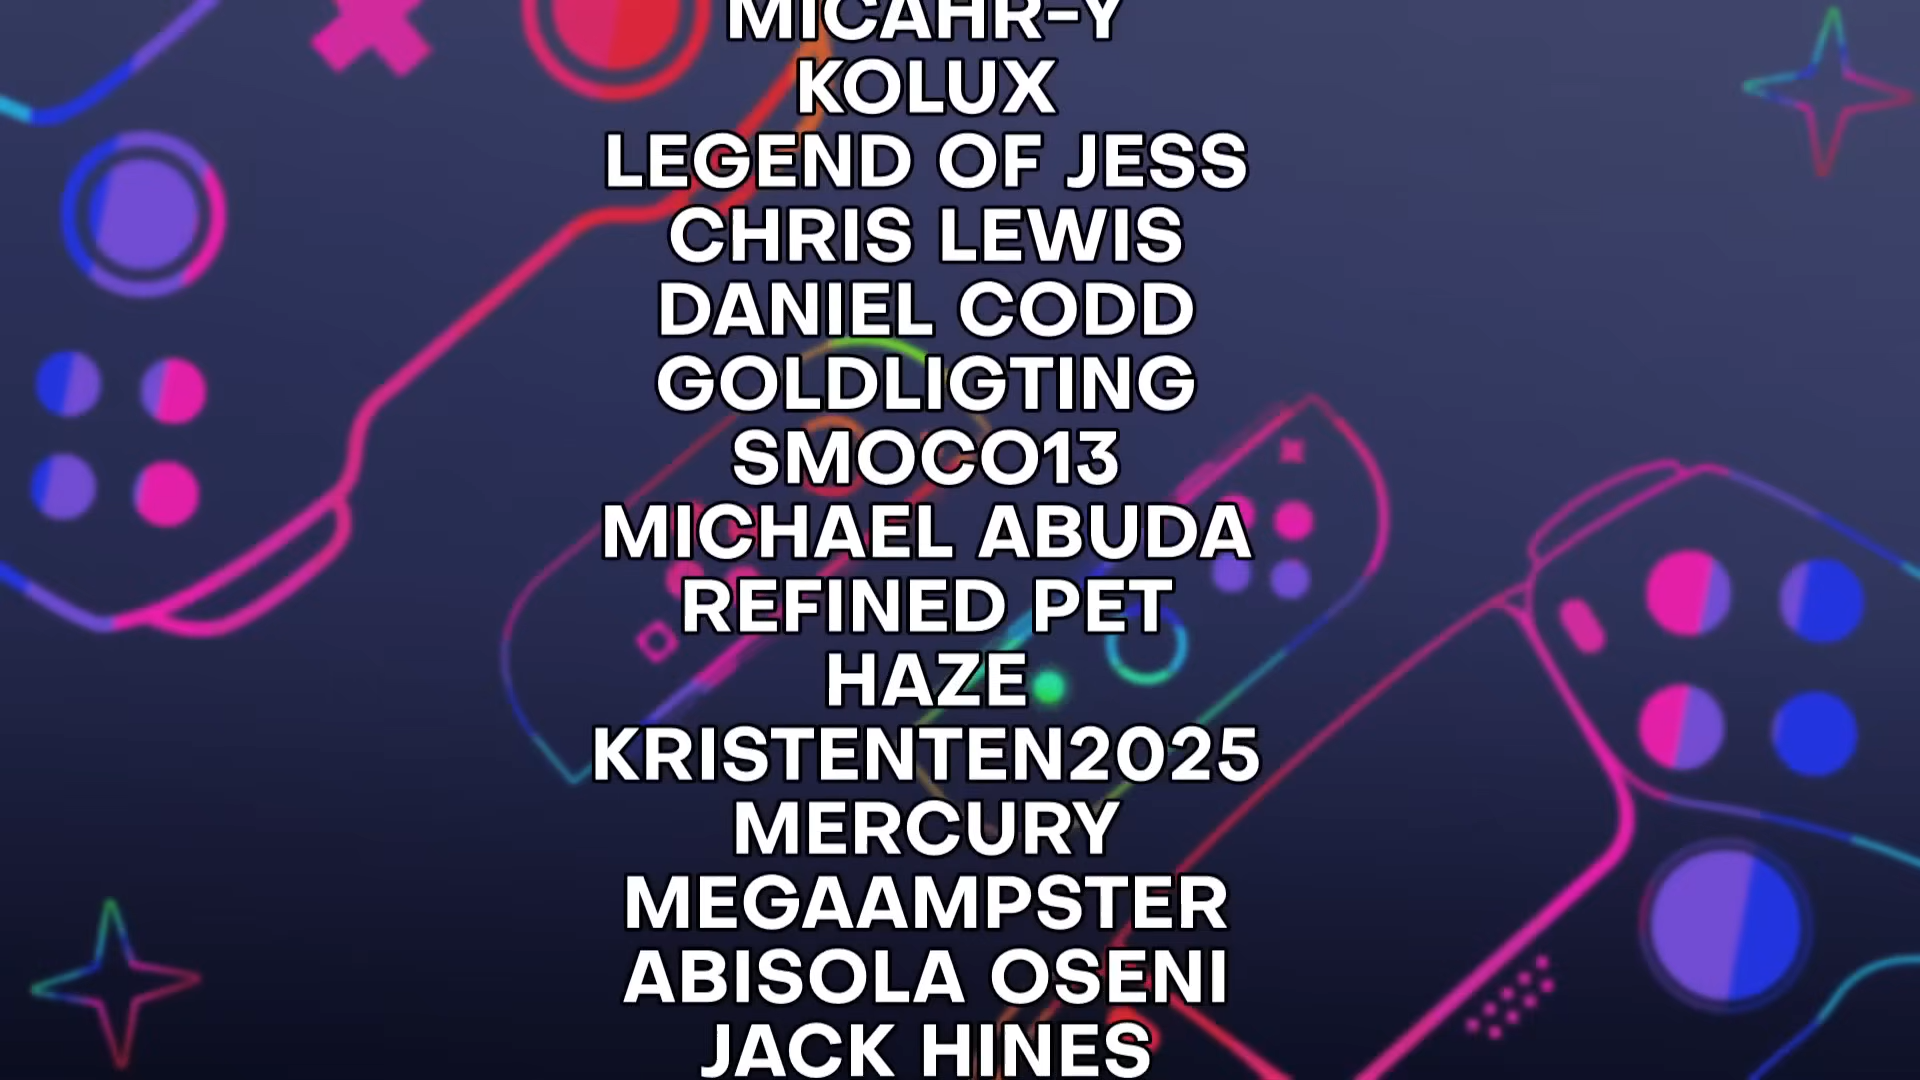 MICAHR-Y
KOLUX
LEGEND OF JESS
CHRIS LEWIS
DANIEL CODD
GOLDLIGTING
SMOCO13
MICHAEL ABUDA
REFINED PET
HAZE
KRISTENTEN2025
MERCURY
MEGAAMPSTER
ABISOLA OSENI
JACK HINES